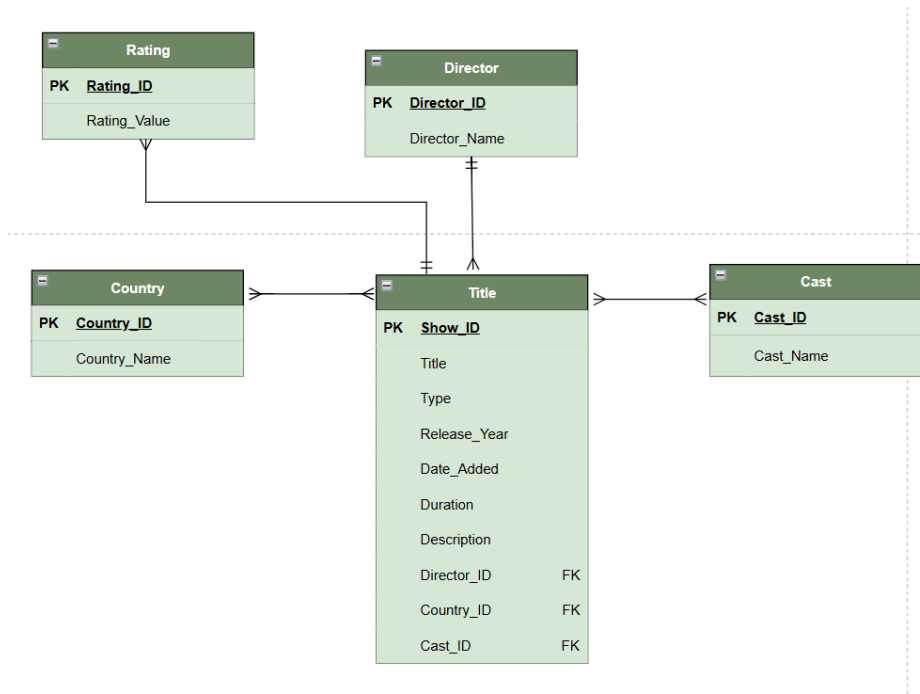 Rating
PK Rating_ID
Rating_Value
Director
PK Director_ID
Director_Name
Country
PK Country_ID
Country_Name
Title
PK Show_ID
Title
Type
Release_Year
Date_Added
Duration
Description
Director_ID FK
Country_ID FK
Cast_ID FK
Cast
PK Cast_ID
Cast_Name